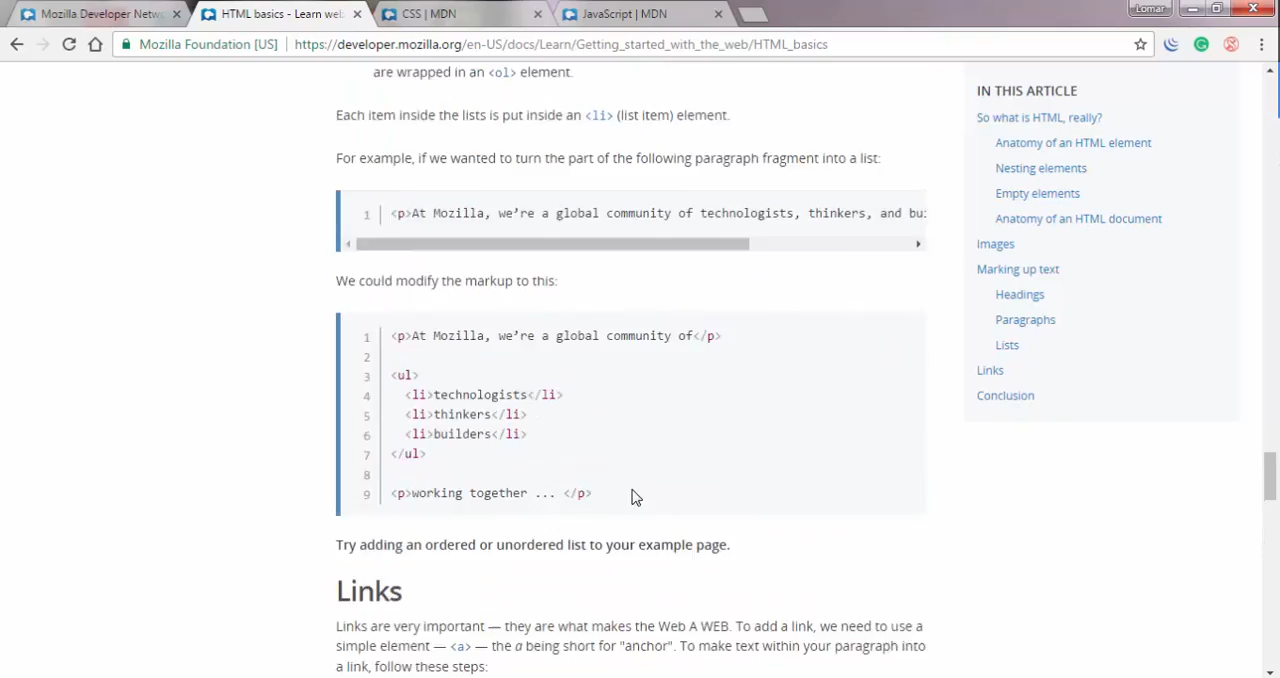 Mozilla Developer Netw
HTML basics - Learn web
CSS | MDN
JavaScript | MDN
Lomar
Mozilla Foundation [US]
https://developer.mozilla.org/en-US/docs/Learn/Getting_started_with_the_web/HTML_basics
are wrapped in an <ol> element.
Each item inside the lists is put inside an <li> (list item) element.
For example, if we wanted to turn the part of the following paragraph fragment into a list:
1 <p>At Mozilla, we’re a global community of technologists, thinkers, and bui
We could modify the markup to this:
1 <p>At Mozilla, we’re a global community of</p>
2
3 <ul>
4 <li>technologists</li>
5 <li>thinkers</li>
6 <li>builders</li>
7 </ul>
8
9 <p>working together ... </p>
Try adding an ordered or unordered list to your example page.
Links
Links are very important — they are what makes the Web A WEB. To add a link, we need to use a
simple element — <a> — the a being short for "anchor". To make text within your paragraph into
a link, follow these steps:
IN THIS ARTICLE
So what is HTML, really?
Anatomy of an HTML element
Nesting elements
Empty elements
Anatomy of an HTML document
Images
Marking up text
Headings
Paragraphs
Lists
Links
Conclusion